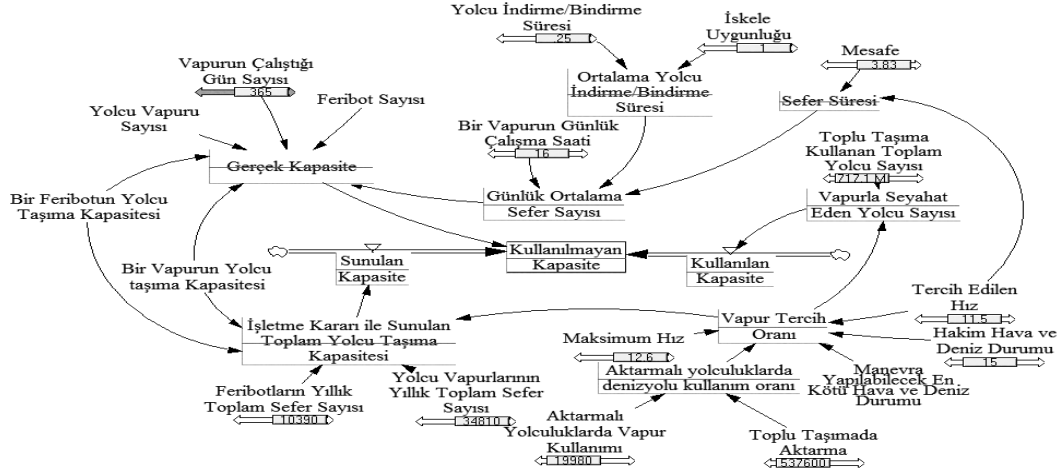 Yolcu İndirme/Bindirme
Süresi
.25
İskele
Uygunluğu
1
Mesafe
3.83
Vapurun Çalıştığı
Gün Sayısı
365
Feribot Sayısı
Yolcu Vapuru
Sayısı
Ortalama Yolcu
İndirme/Bindirme
Süresi
Sefer Süresi
Bir Vapurun Günlük
Çalışma Saati
16
Toplu Taşıma
Kullanan Toplam
Yolcu Sayısı
717.1 Mi
Gerçek Kapasite
Bir Feribotun Yolcu
Taşıma Kapasitesi
Günlük Ortalama
Sefer Sayısı
Vapurla Seyahat
Eden Yolcu Sayısı
Sunulan
Kapasite
Kullanılmayan
Kapasite
Kullanılan
Kapasite
Bir Vapurun Yolcu
taşıma Kapasitesi
Tercih Edilen
Hız
11.5
İşletme Kararı ile Sunulan
Toplam Yolcu Taşıma
Kapasitesi
Vapur Tercih
Oranı
Hakim Hava ve
Deniz Durumu
15
Maksimum Hız
12.6
Aktarmalı yolculuklarda
denizyolu kullanım oranı
Manevra
Yapılabilecek En
Kötü Hava ve Deniz
Durumu
Feribotların Yıllık
Toplam Sefer Sayısı
10390
Yolcu Vapurlarının
Yıllık Toplam Sefer
Sayısı
34810
Aktarmalı
Yolculuklarda Vapur
Kullanımı
19980
Toplu Taşımada
Aktarma
537600